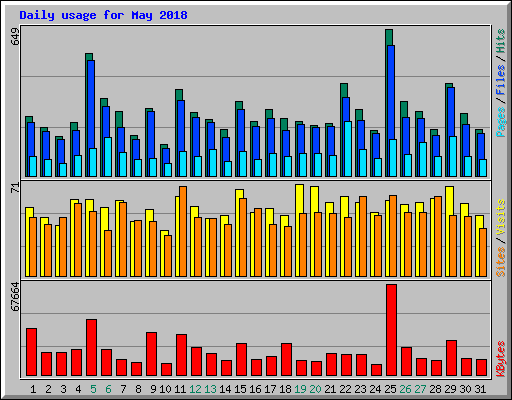 Daily usage for May 2018
649
Pages / Files / Hits
71
Sites / Visits
67664
KBytes
1 2 3 4 5 6 7 8 9 10 11 12 13 14 15 16 17 18 19 20 21 22 23 24 25 26 27 28 29 30 31